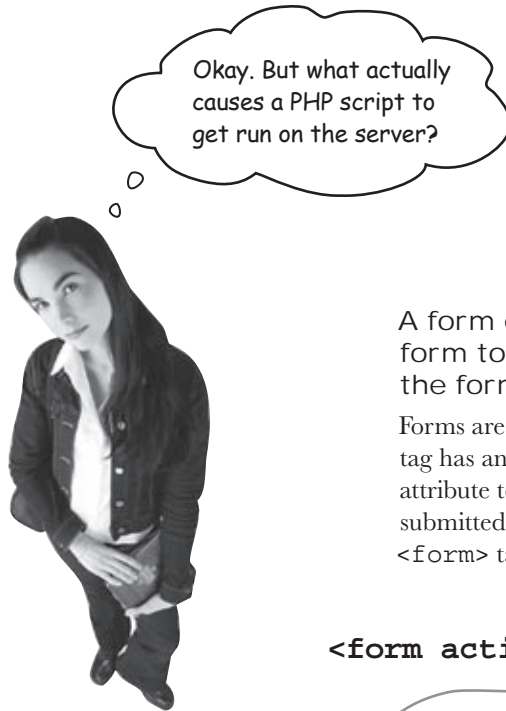 Okay. But what actually
causes a PHP script to
get run on the server?
A form
form to
the for
Forms are
tag has an
attribute to
submitted
<form> ta
<form acti